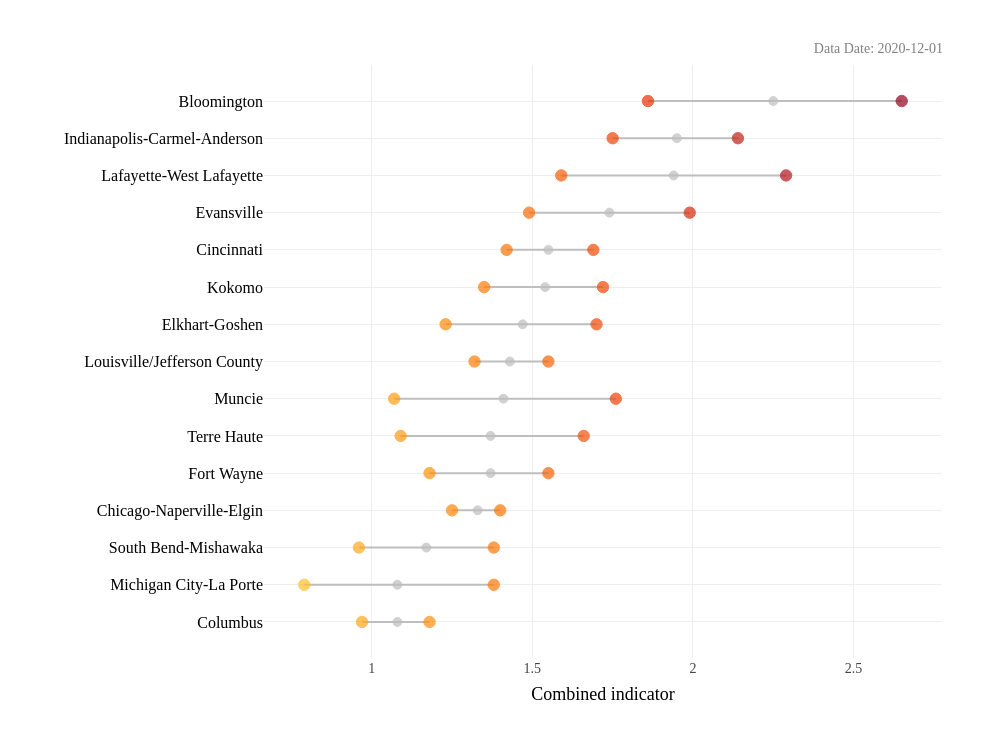 Data Date: 2020-12-01
Bloomington
Indianapolis-Carmel-Anderson
Lafayette-West Lafayette
Evansville
Cincinnati
Kokomo
Elkhart-Goshen
Louisville/Jefferson County
Muncie
Terre Haute
Fort Wayne
Chicago-Naperville-Elgin
South Bend-Mishawaka
Michigan City-La Porte
Columbus
1 1.5 2 2.5
Combined indicator